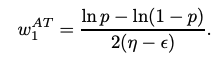 $w_1^{AT} = \frac{\ln p - \ln(1-p)}{2(\eta - \epsilon)}.$